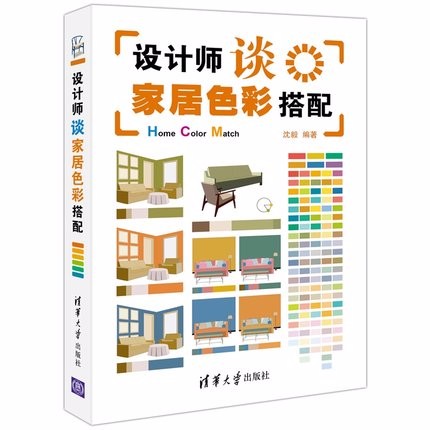 设计师谈
家居色彩搭配
Home Color Match
沈毅 编著
清华大学出版社
设计师谈家居色彩搭配
清华大学出版社